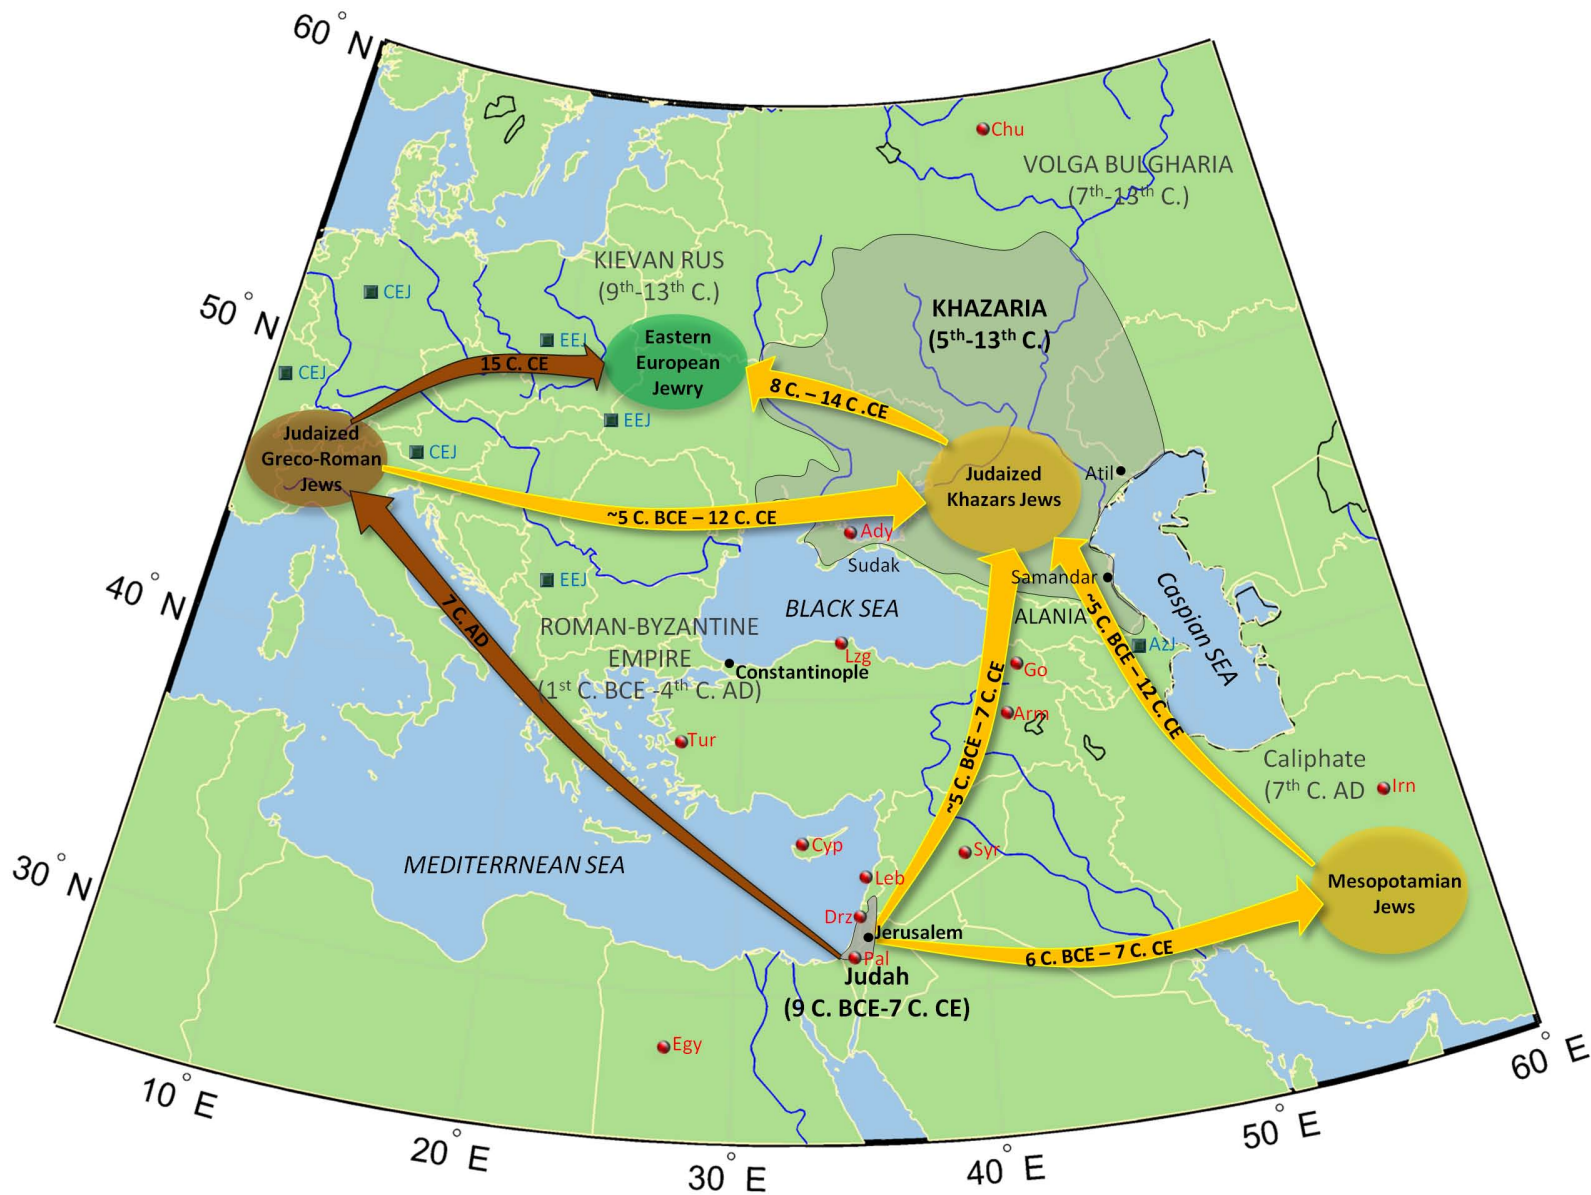 60° N
Chu
VOLGA BULGHARIA
(7th-13th C.)
KIEVAN RUS
(9th-13th C.)
CEJ
50° N
KHAZARIA
(5th-13th C.)
EEJ
Eastern
European
Jewry
15 C. CE
CEJ
8 C. – 14 C .CE
EEJ
Judaized
Greco-Roman
Jews
CEJ
Judaized
Khazars Jews
Atil
~5 C. BCE – 12 C. CE
Ady
Sudak
40° N
EEJ
Samandar
Caspian SEA
BLACK SEA
ALANIA
7 C. AD
ROMAN-BYZANTINE
EMPIRE
(1st C. BCE -4th C. AD)
Lzg
Constantinople
AzJ
~5 C. BCE – 12 C. CE
Go
Arm
Tur
~5 C. BCE – 7 C. CE
Caliphate
(7th C. AD
Irn
Cyp
Syr
MEDITERRNEAN SEA
30° N
Leb
Mesopotamian
Jews
Drz
Jerusalem
6 C. BCE – 7 C. CE
Pal
Judah
(9 C. BCE-7 C. CE)
Egy
10° E
20° E
30° E
40° E
50° E
60° E